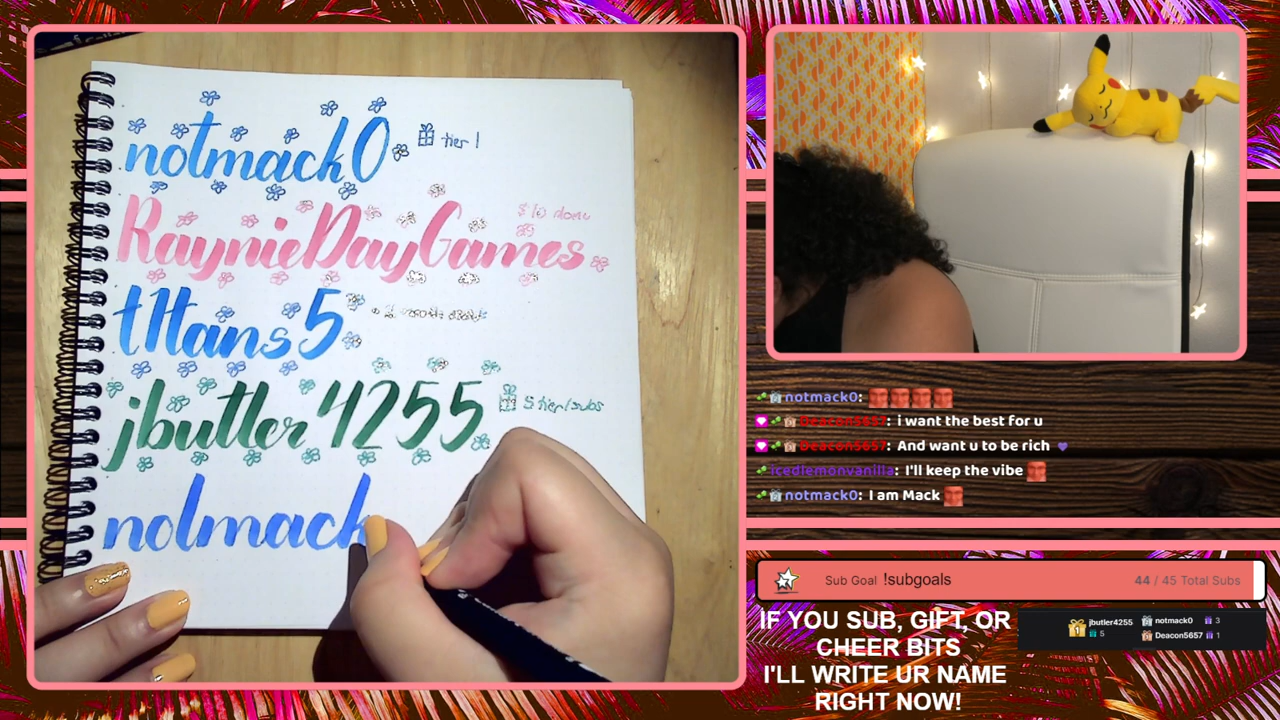 notmack0
tier 1
RaynieDayGames
$10 dono
t1tans5
jbutler4255
5 tier 1 subs
notmack
notmack0:
Deacon5657: i want the best for u
Deacon5657: And want u to be rich
icedlemonvanilla: I'll keep the vibe
notmack0: I am Mack
Sub Goal !subgoals
44 / 45 Total Subs
IF YOU SUB, GIFT, OR
CHEER BITS
I'LL WRITE UR NAME
RIGHT NOW!
1 jbutler4255
5
notmack0 3
Deacon5657 1